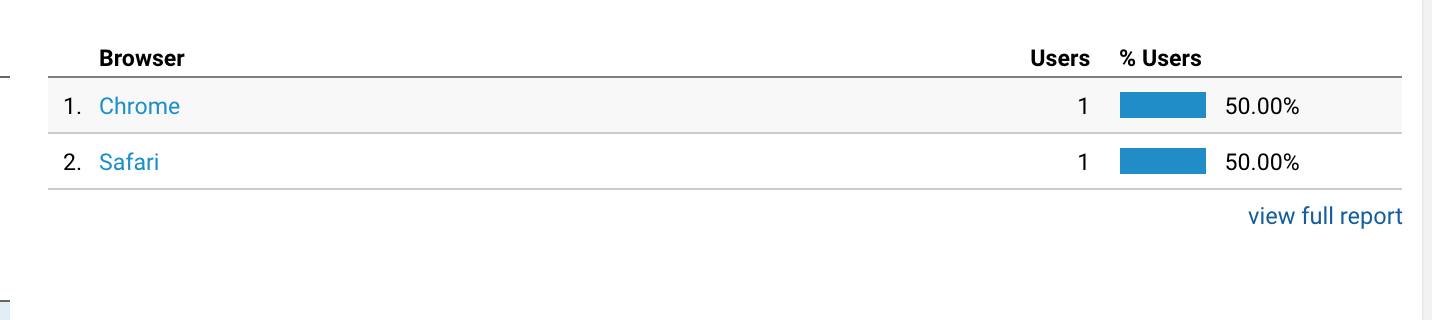 Browser Users % Users
1. Chrome 1 50.00%
2. Safari 1 50.00%
view full report